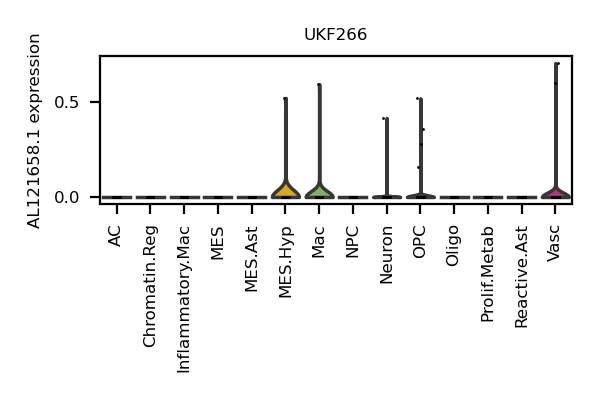 UKF266
AL121658.1 expression
0.5
0.0
AC
Chromatin.Reg
Inflammatory.Mac
MES
MES.Ast
MES.Hyp
Mac
NPC
Neuron
OPC
Oligo
Prolif.Metab
Reactive.Ast
Vasc